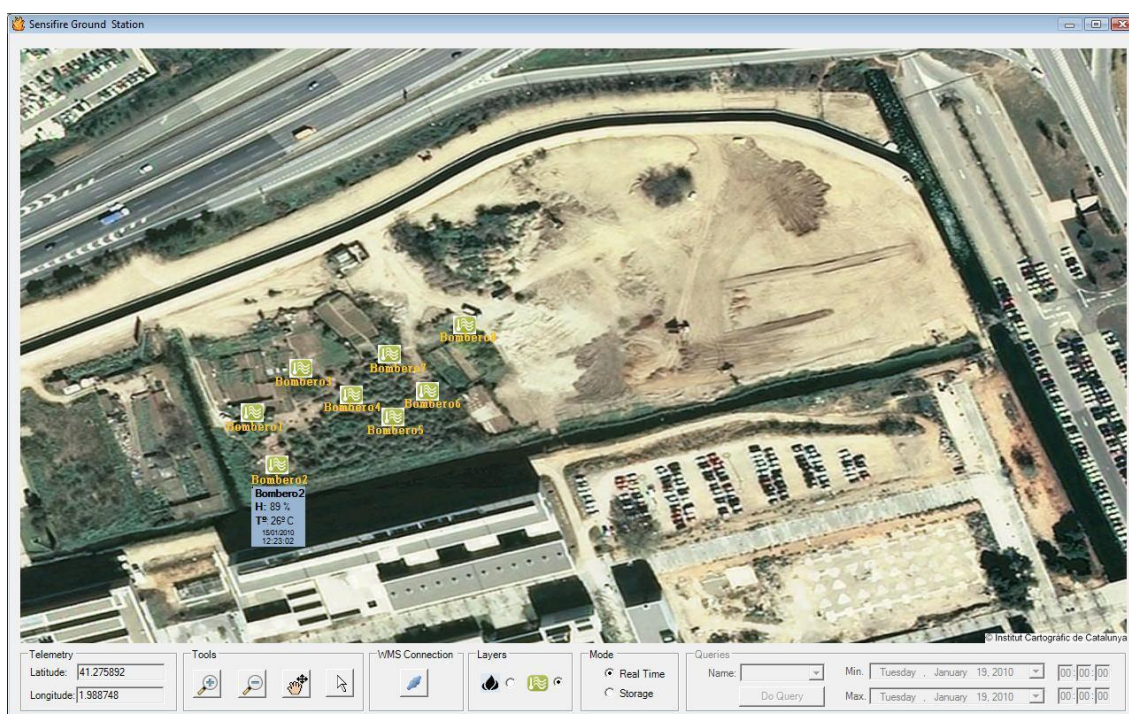 Sensifire Ground Station
Bombero8
Bombero7
Bombero3
Bombero6
Bombero4
Bombero1
Bombero5
Bombero2
Bombero2
H: 89 %
Tª: 26º C
15/01/2010
12:23:02
© Institut Cartogràfic de Catalunya
Telemetry
Latitude: 41.275892
Longitude: 1.988748
Tools
WMS Connection
Layers
Mode
Real Time
Storage
Queries
Name:
Do Query
Min. Tuesday , January 19, 2010 00:00:00
Max. Tuesday , January 19, 2010 00:00:00